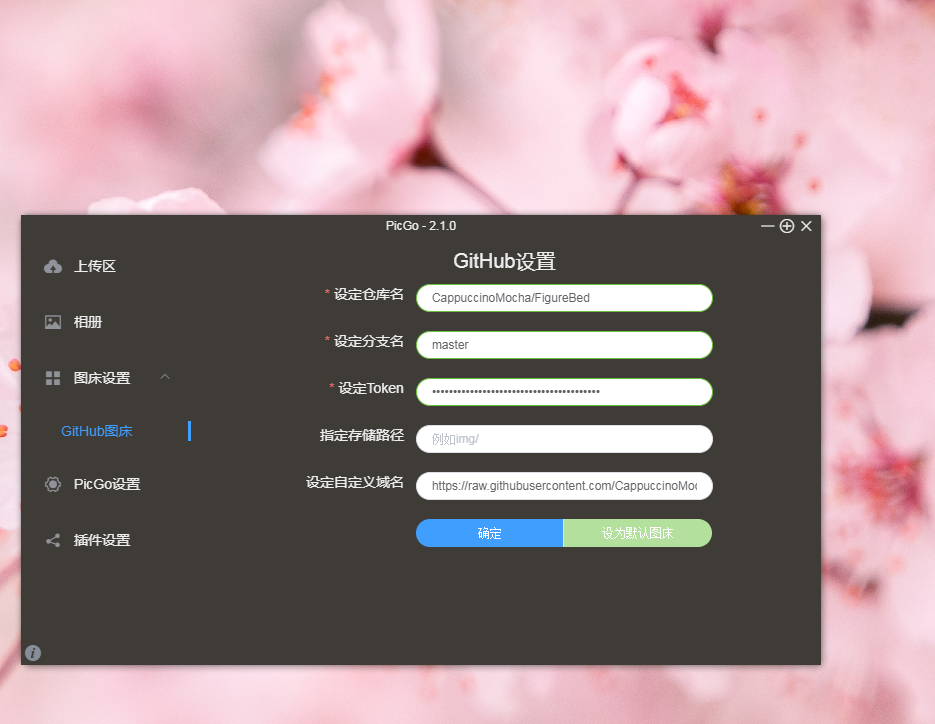 PicGo - 2.1.0
上传区
相册
图床设置
GitHub图床
PicGo设置
插件设置
GitHub设置
* 设定仓库名 CappuccinoMocha/FigureBed
* 设定分支名 master
* 设定Token ••••••••••••••••••••••••••••••••••••••••
指定存储路径 例如img/
设定自定义域名 https://raw.githubusercontent.com/CappuccinoMoc
确定 设为默认图床